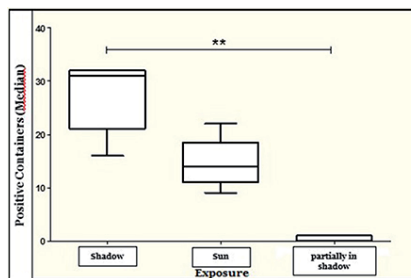 Positive Containers (Median)
40
30
20
10
0
**
Shadow
Sun
partially in
shadow
Exposure